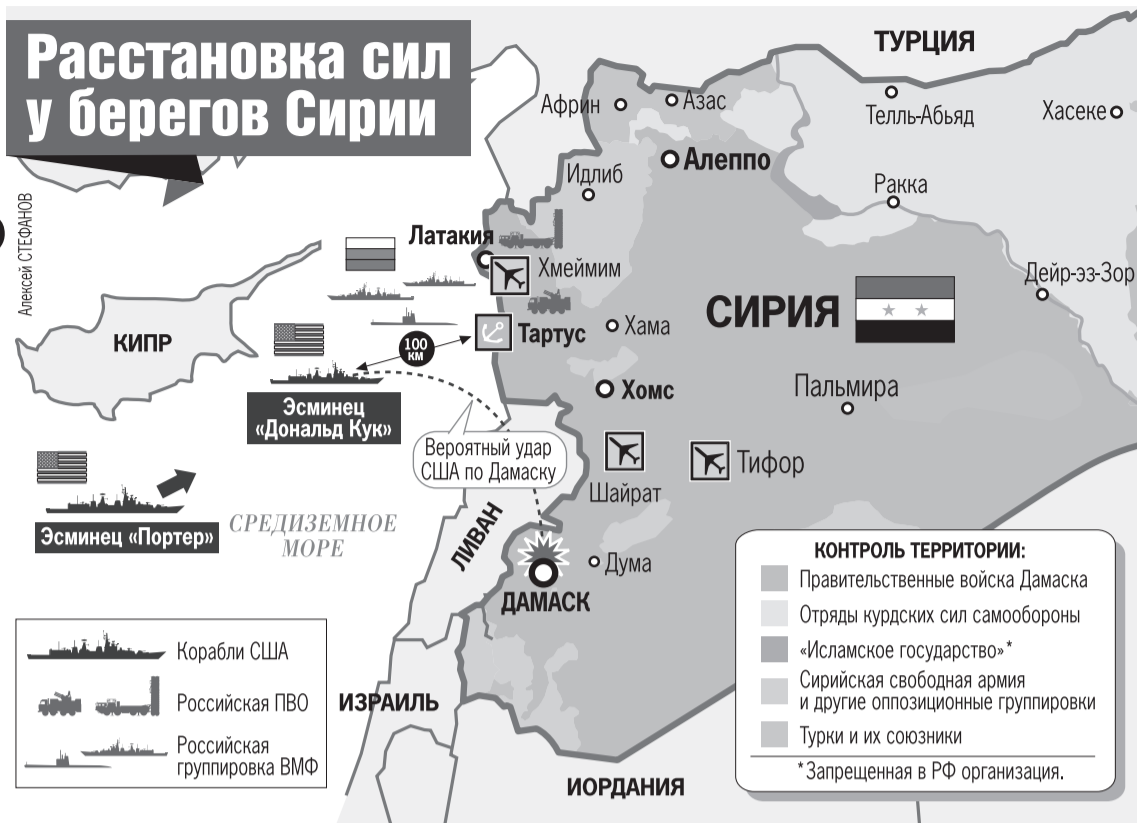 Расстановка сил
у берегов Сирии
Алексей СТЕФАНОВ
ТУРЦИЯ
Африн
Азас
Телль-Абьяд
Хасеке
Алеппо
Идлиб
Ракка
Латакия
Хмеймим
Дейр-эз-Зор
КИПР
100
КМ
Тартус
Хама
СИРИЯ
Эсминец
«Дональд Кук»
Хомс
Пальмира
Вероятный удар
США по Дамаску
Шайрат
Тифор
Эсминец «Портер»
СРЕДИЗЕМНОЕ
МОРЕ
ЛИВАН
Дума
ДАМАСК
ИЗРАИЛЬ
ИОРДАНИЯ
Корабли США
Российская ПВО
Российская
группировка ВМФ
КОНТРОЛЬ ТЕРРИТОРИИ:
Правительственные войска Дамаска
Отряды курдских сил самообороны
«Исламское государство»*
Сирийская свободная армия
и другие оппозиционные группировки
Турки и их союзники
*Запрещенная в РФ организация.